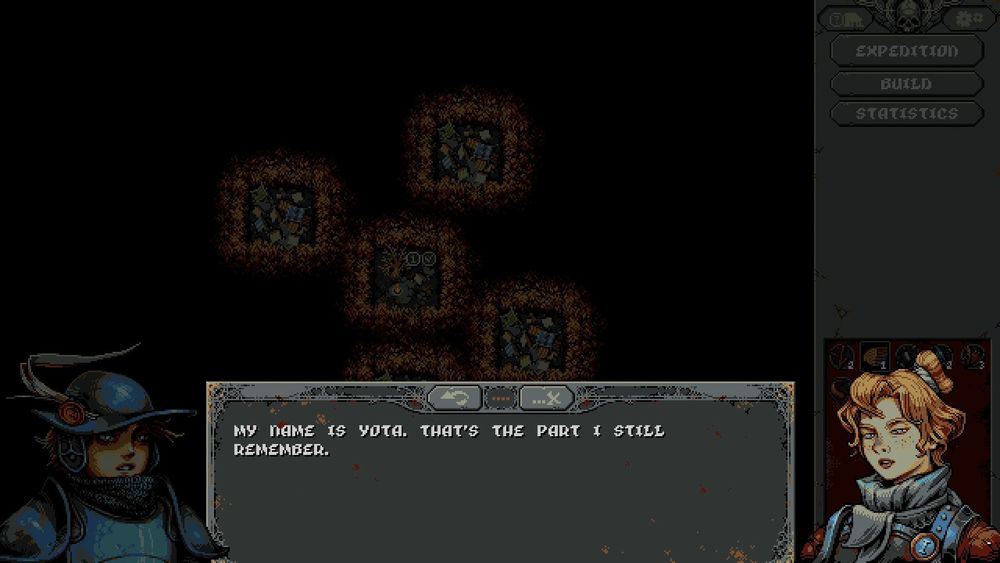 EXPEDITION
BUILD
STATISTICS
MY NAME IS YOTA. THAT'S THE PART I STILL
REMEMBER.